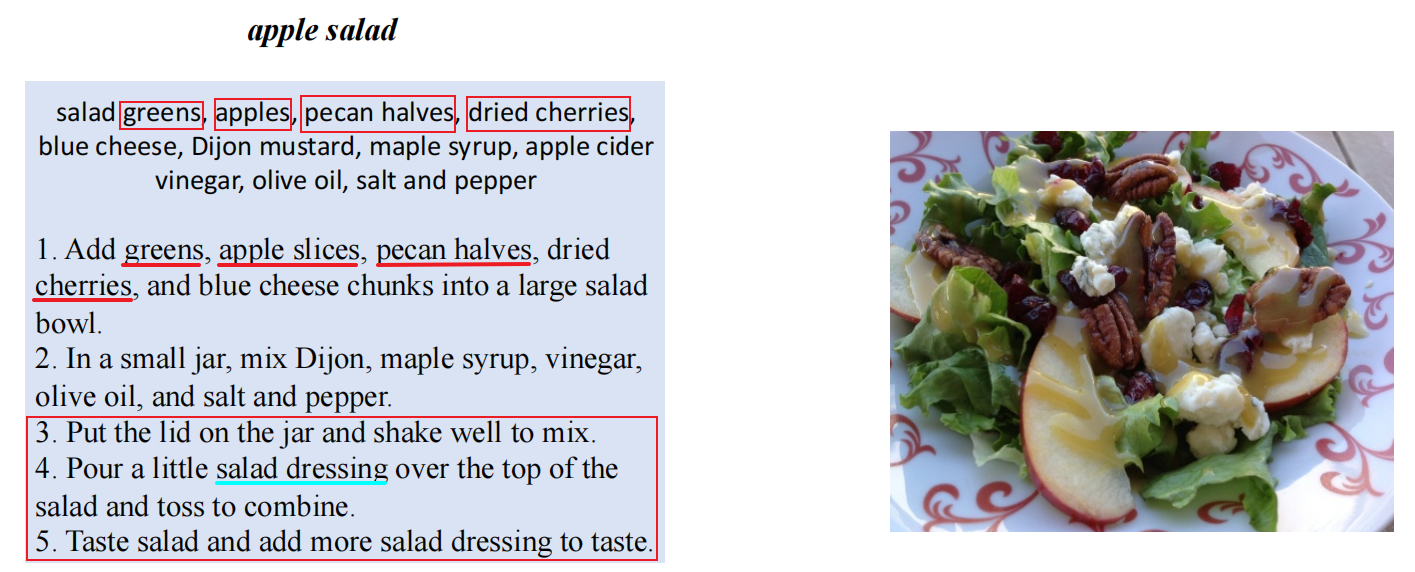 apple salad
salad greens, apples, pecan halves, dried cherries,
blue cheese, Dijon mustard, maple syrup, apple cider
vinegar, olive oil, salt and pepper
1. Add greens, apple slices, pecan halves, dried
cherries, and blue cheese chunks into a large salad
bowl.
2. In a small jar, mix Dijon, maple syrup, vinegar,
olive oil, and salt and pepper.
3. Put the lid on the jar and shake well to mix.
4. Pour a little salad dressing over the top of the
salad and toss to combine.
5. Taste salad and add more salad dressing to taste.